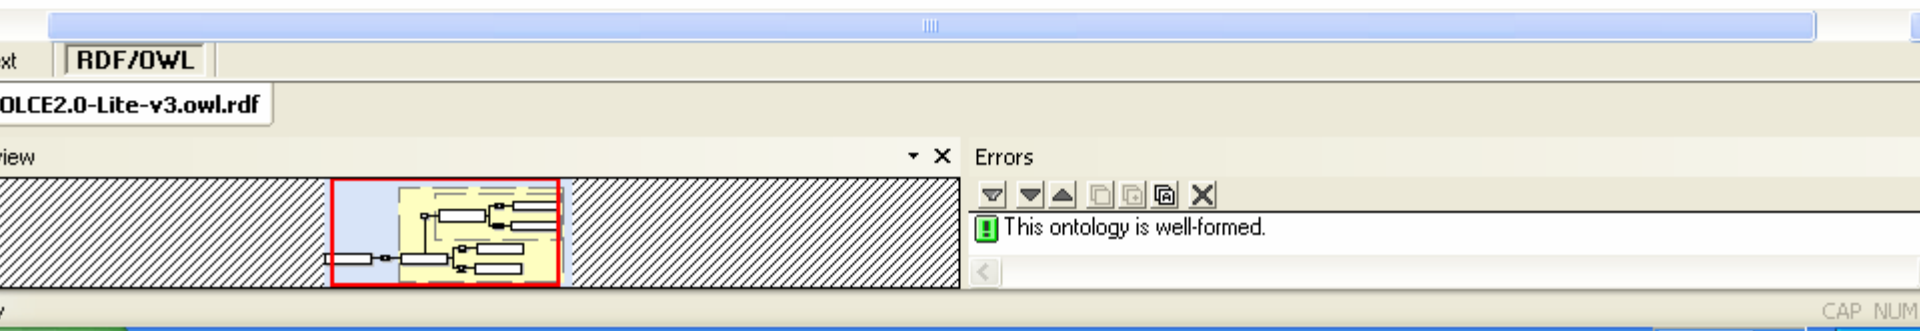 xt RDF/OWL
OLCE2.0-Lite-v3.owl.rdf
iew
Errors
This ontology is well-formed.
CAP NUM